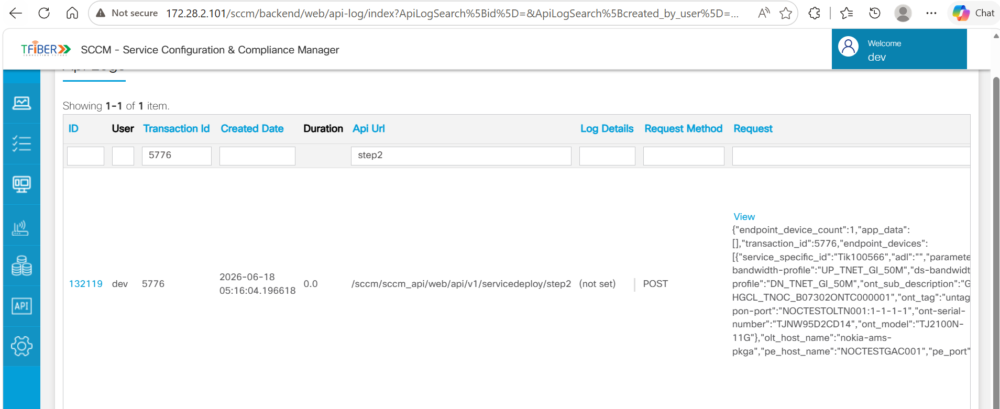 Not secure 172.28.2.101/sccm/backend/web/api-log/index?ApiLogSearch%5Bid%5D=&ApiLogSearch%5Bcreated_by_user%5D=... Chat
TFiBER SCCM - Service Configuration & Compliance Manager
CONNECTING FUTURE
Welcome
dev
Api Logs
Showing 1-1 of 1 item.
ID User Transaction Id Created Date Duration Api Url Log Details Request Method Request
5776 step2
View
{"endpoint_device_count":1,"app_data":
[],"transaction_id":5776,"endpoint_devices":
[{"service_specific_id":"Tik100566","adl":"","paramete
bandwidth-profile":"UP_TNET_GI_50M","ds-bandwidt
profile":"DN_TNET_GI_50M","ont_sub_description":"G
HGCL_TNOC_B07302ONTC000001","ont_tag":"untag
pon-port":"NOCTESTOLTN001:1-1-1-1","ont-serial-
number":"TJNW95D2CD14","ont_model":"TJ2100N-
11G"},"olt_host_name":"nokia-ams-
pkga","pe_host_name":"NOCTESTGAC001","pe_port"
132119 dev 5776 2026-06-18 05:16:04.196618 0.0 /sccm/sccm_api/web/api/v1/servicedeploy/step2 (not set) POST
API